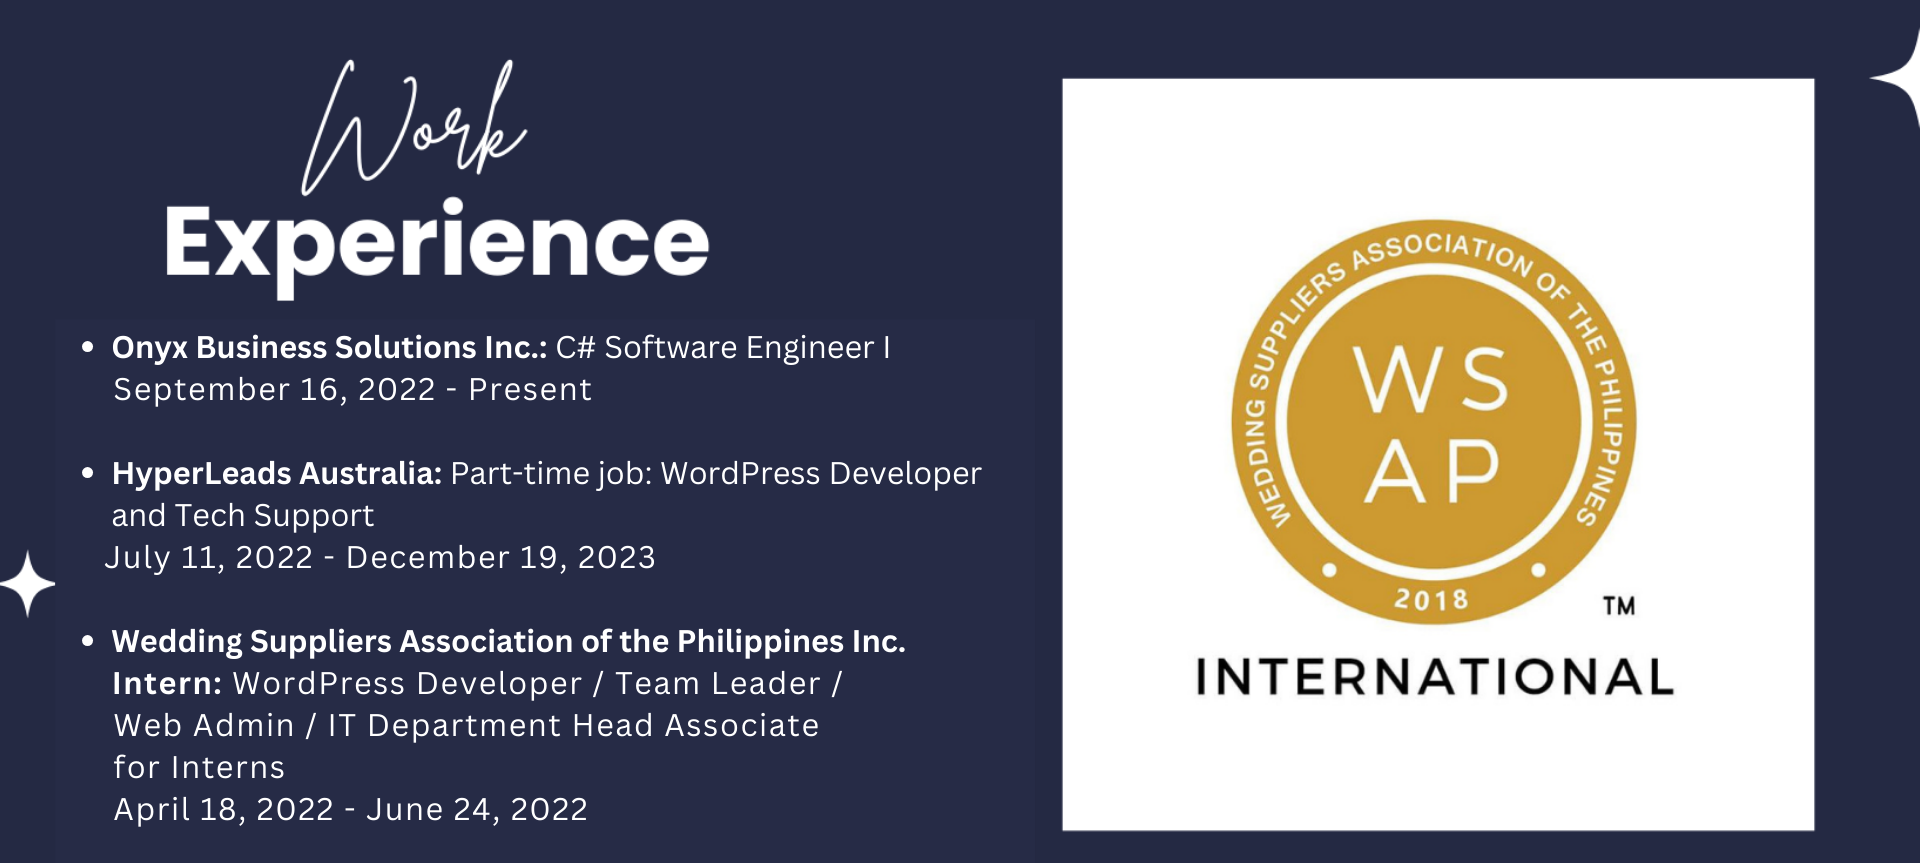 Work
Experience
• Onyx Business Solutions Inc.: C# Software Engineer I
September 16, 2022 - Present
• HyperLeads Australia: Part-time job: WordPress Developer
and Tech Support
July 11, 2022 - December 19, 2023
• Wedding Suppliers Association of the Philippines Inc.
Intern: WordPress Developer / Team Leader /
Web Admin / IT Department Head Associate
for Interns
April 18, 2022 - June 24, 2022
WEDDING SUPPLIERS ASSOCIATION OF THE PHILIPPINES
WS
AP
2018
TM
INTERNATIONAL